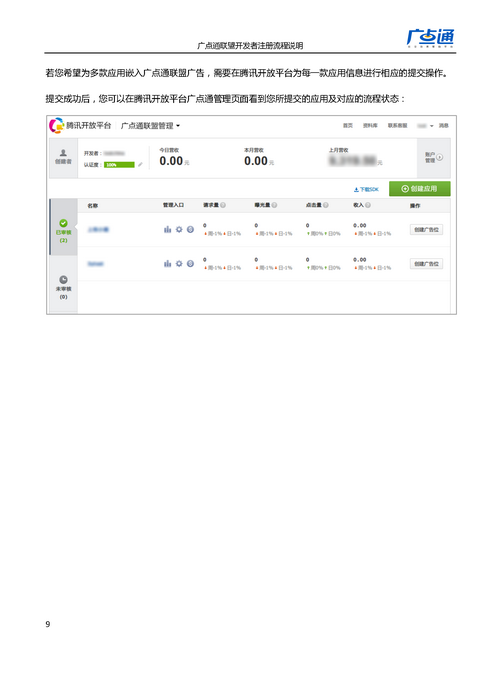 广点通联盟开发者注册流程说明
广点通
若您希望为多款应用嵌入广点通联盟广告，需要在腾讯开放平台为每一款应用信息进行相应的提交操作。
提交成功后，您可以在腾讯开放平台广点通管理页面看到您所提交的应用及对应的流程状态：
腾讯开放平台 广点通联盟管理 首页 资料库 联系客服 消息
创建者 开发者： 今日营收 本月营收 上月营收 账户管理
认证度： 100% 0.00元 0.00元 元
下载SDK 创建应用
名称 管理入口 请求量 曝光量 点击量 收入 操作
已审核 (2) 0 0 0 0.00 创建广告位
周-1% 日-1% 周-1% 日-1% 周0% 日0% 周-1% 日-1%
0 0 0 0.00 创建广告位
周-1% 日-1% 周-1% 日-1% 周0% 日0% 周-1% 日-1%
未审核 (0)
9